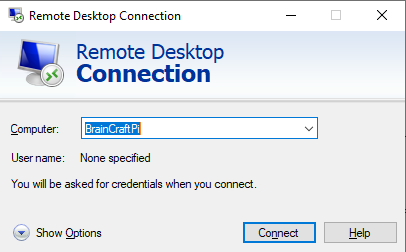 Remote Desktop Connection
Remote Desktop
Connection
Computer: BrainCraftPi
User name: None specified
You will be asked for credentials when you connect.
Show Options Connect Help